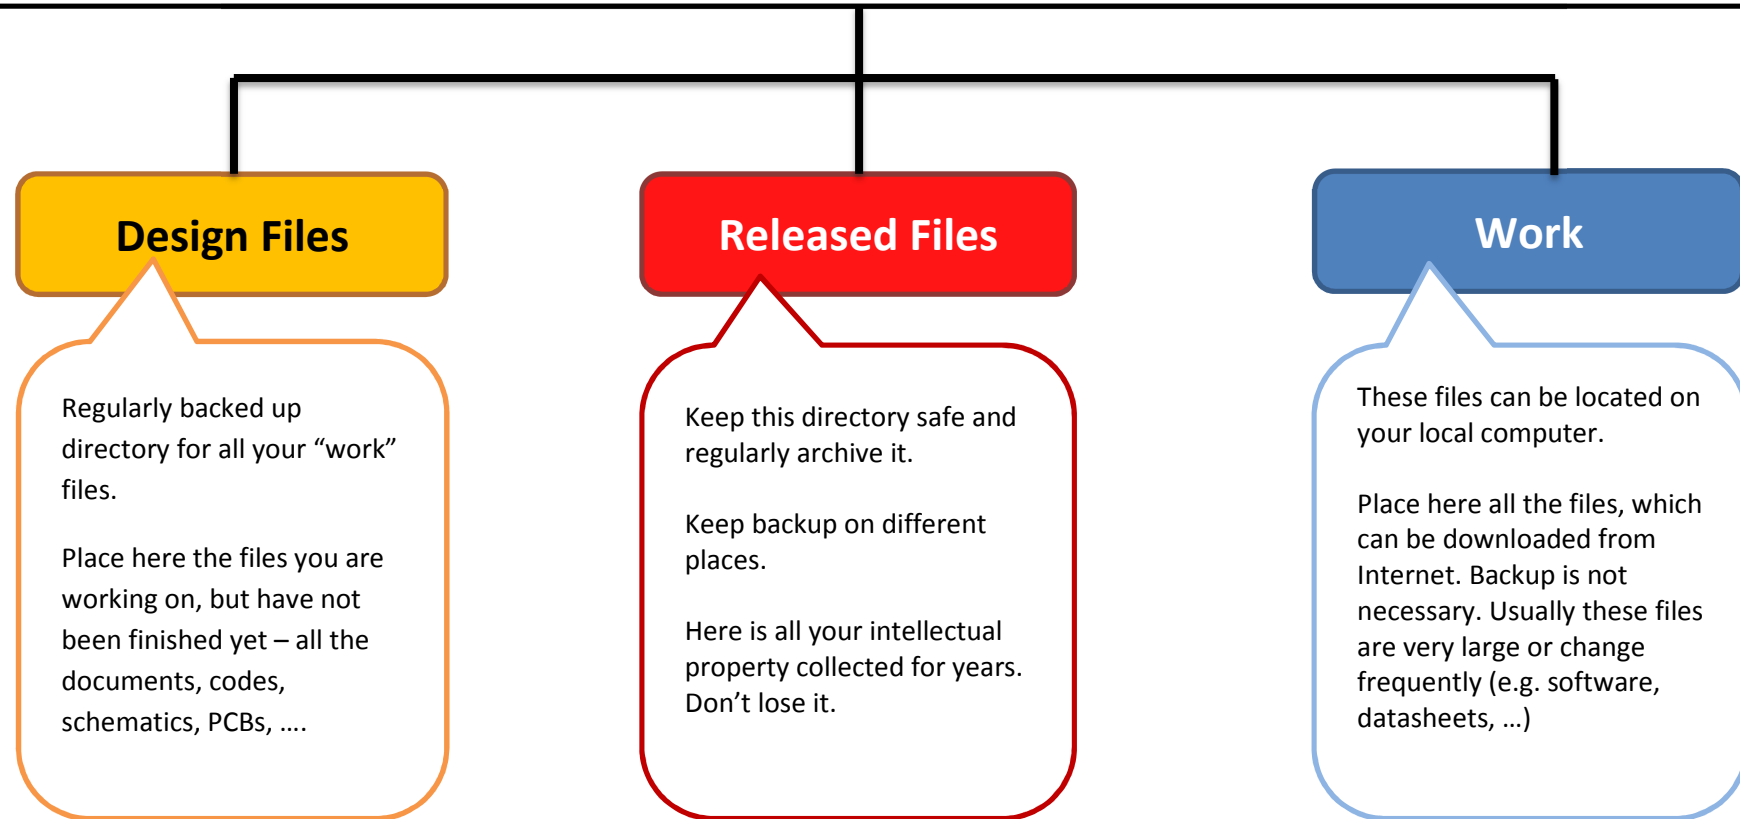 Design Files
Regularly backed up
directory for all your “work”
files.
Place here the files you are
working on, but have not
been finished yet – all the
documents, codes,
schematics, PCBs, ….
Released Files
Keep this directory safe and
regularly archive it.
Keep backup on different
places.
Here is all your intellectual
property collected for years.
Don’t lose it.
Work
These files can be located on
your local computer.
Place here all the files, which
can be downloaded from
Internet. Backup is not
necessary. Usually these files
are very large or change
frequently (e.g. software,
datasheets, …)